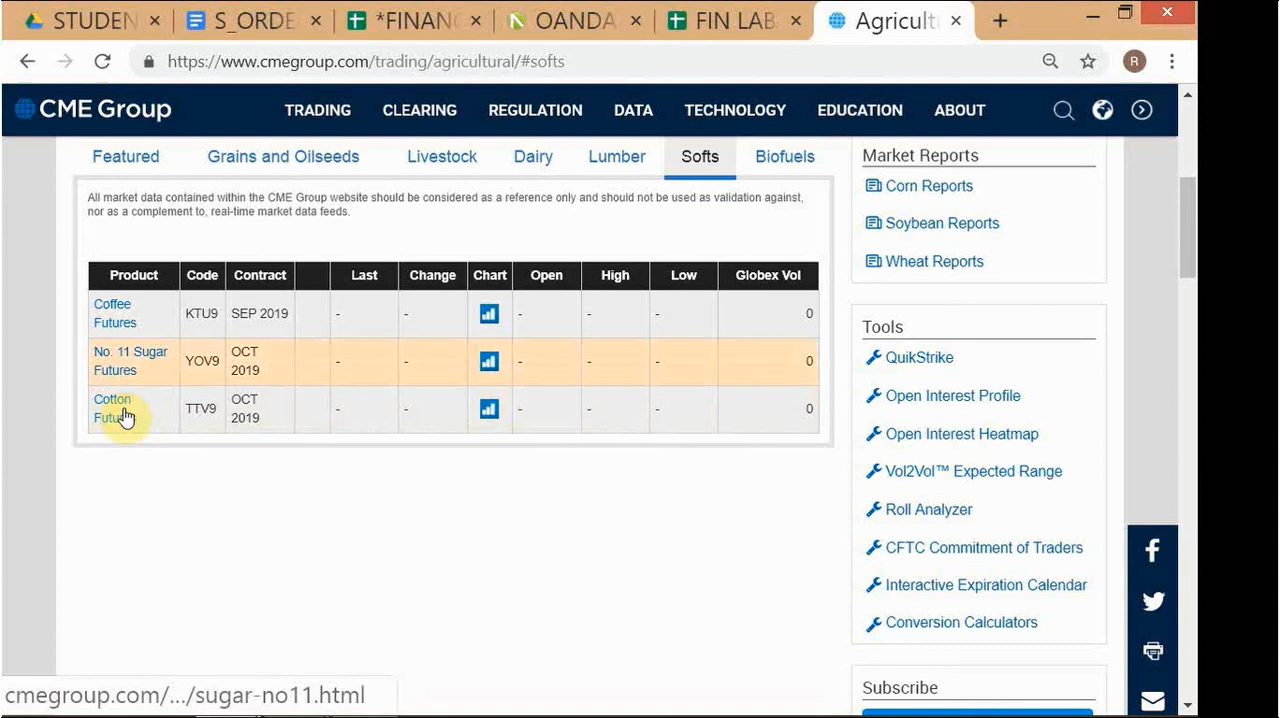 STUDEN
S_ORDE
*FINAN
OANDA
FIN LAB
Agricult
https://www.cmegroup.com/trading/agricultural/#softs
R
CME Group
TRADING CLEARING REGULATION DATA TECHNOLOGY EDUCATION ABOUT
Featured Grains and Oilseeds Livestock Dairy Lumber Softs Biofuels
All market data contained within the CME Group website should be considered as a reference only and should not be used as validation against,
nor as a complement to, real-time market data feeds.
Product Code Contract Last Change Chart Open High Low Globex Vol
Coffee
Futures KTU9 SEP 2019 - - - - - 0
No. 11 Sugar
Futures YOV9 OCT
2019 - - - - - 0
Cotton
TTV9 OCT
2019 - - - - - 0
Market Reports
Corn Reports
Soybean Reports
Wheat Reports
Tools
QuikStrike
Open Interest Profile
Open Interest Heatmap
Vol2Vol™ Expected Range
Roll Analyzer
CFTC Commitment of Traders
Interactive Expiration Calendar
Conversion Calculators
Subscribe
cmegroup.com/.../sugar-no11.html